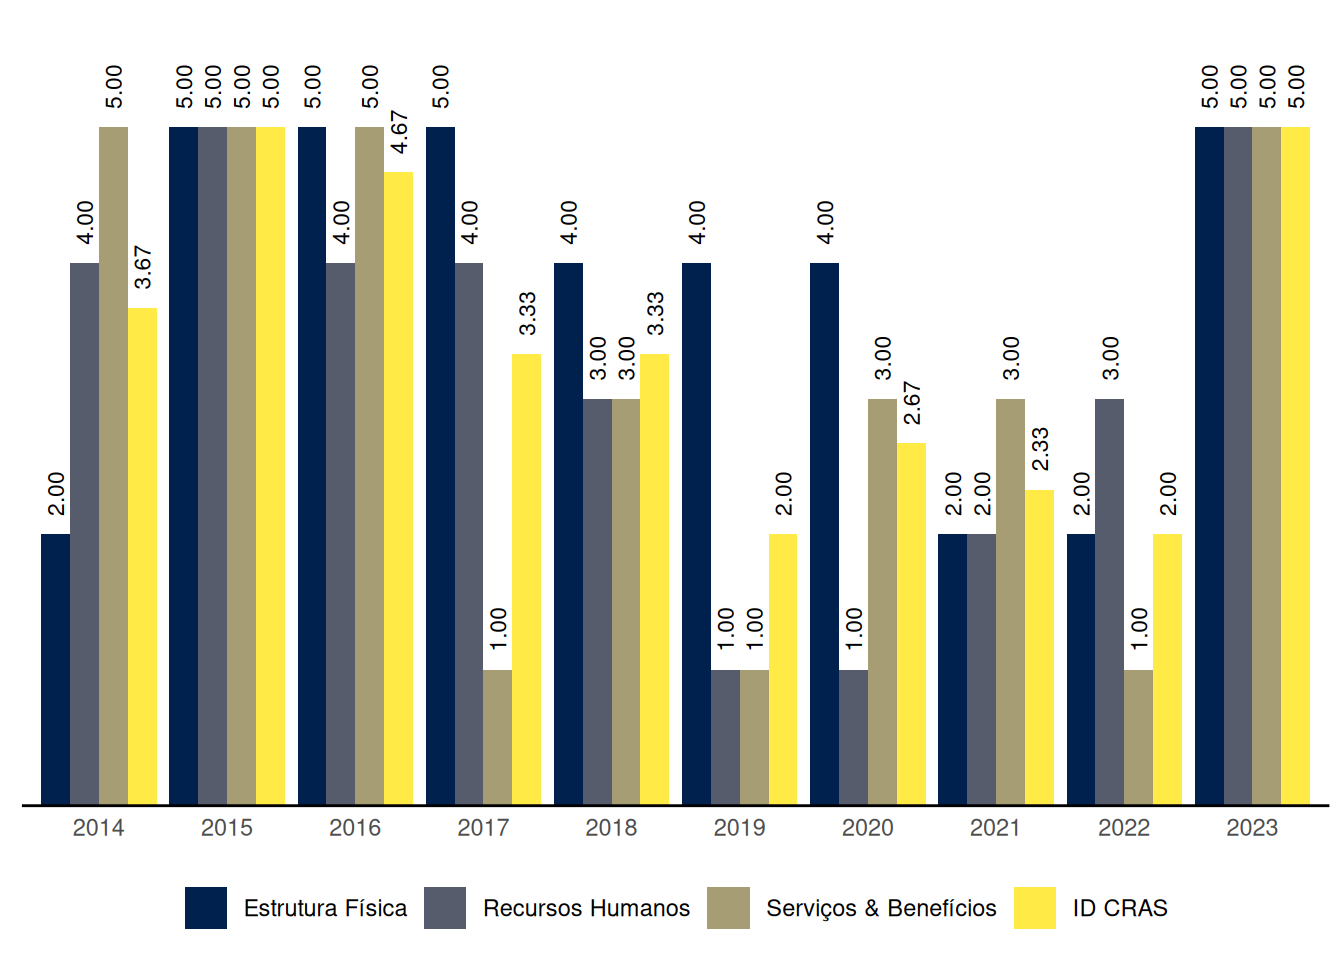 2.00 4.00 5.00 3.67 5.00 5.00 5.00 5.00 5.00 4.00 5.00 4.67 5.00 4.00 1.00 3.33 4.00 3.00 3.00 3.33 4.00 1.00 1.00 2.00 4.00 1.00 3.00 2.67 2.00 2.00 3.00 2.33 2.00 3.00 1.00 2.00 5.00 5.00 5.00 5.00
2014 2015 2016 2017 2018 2019 2020 2021 2022 2023
Estrutura Física Recursos Humanos Serviços & Benefícios ID CRAS